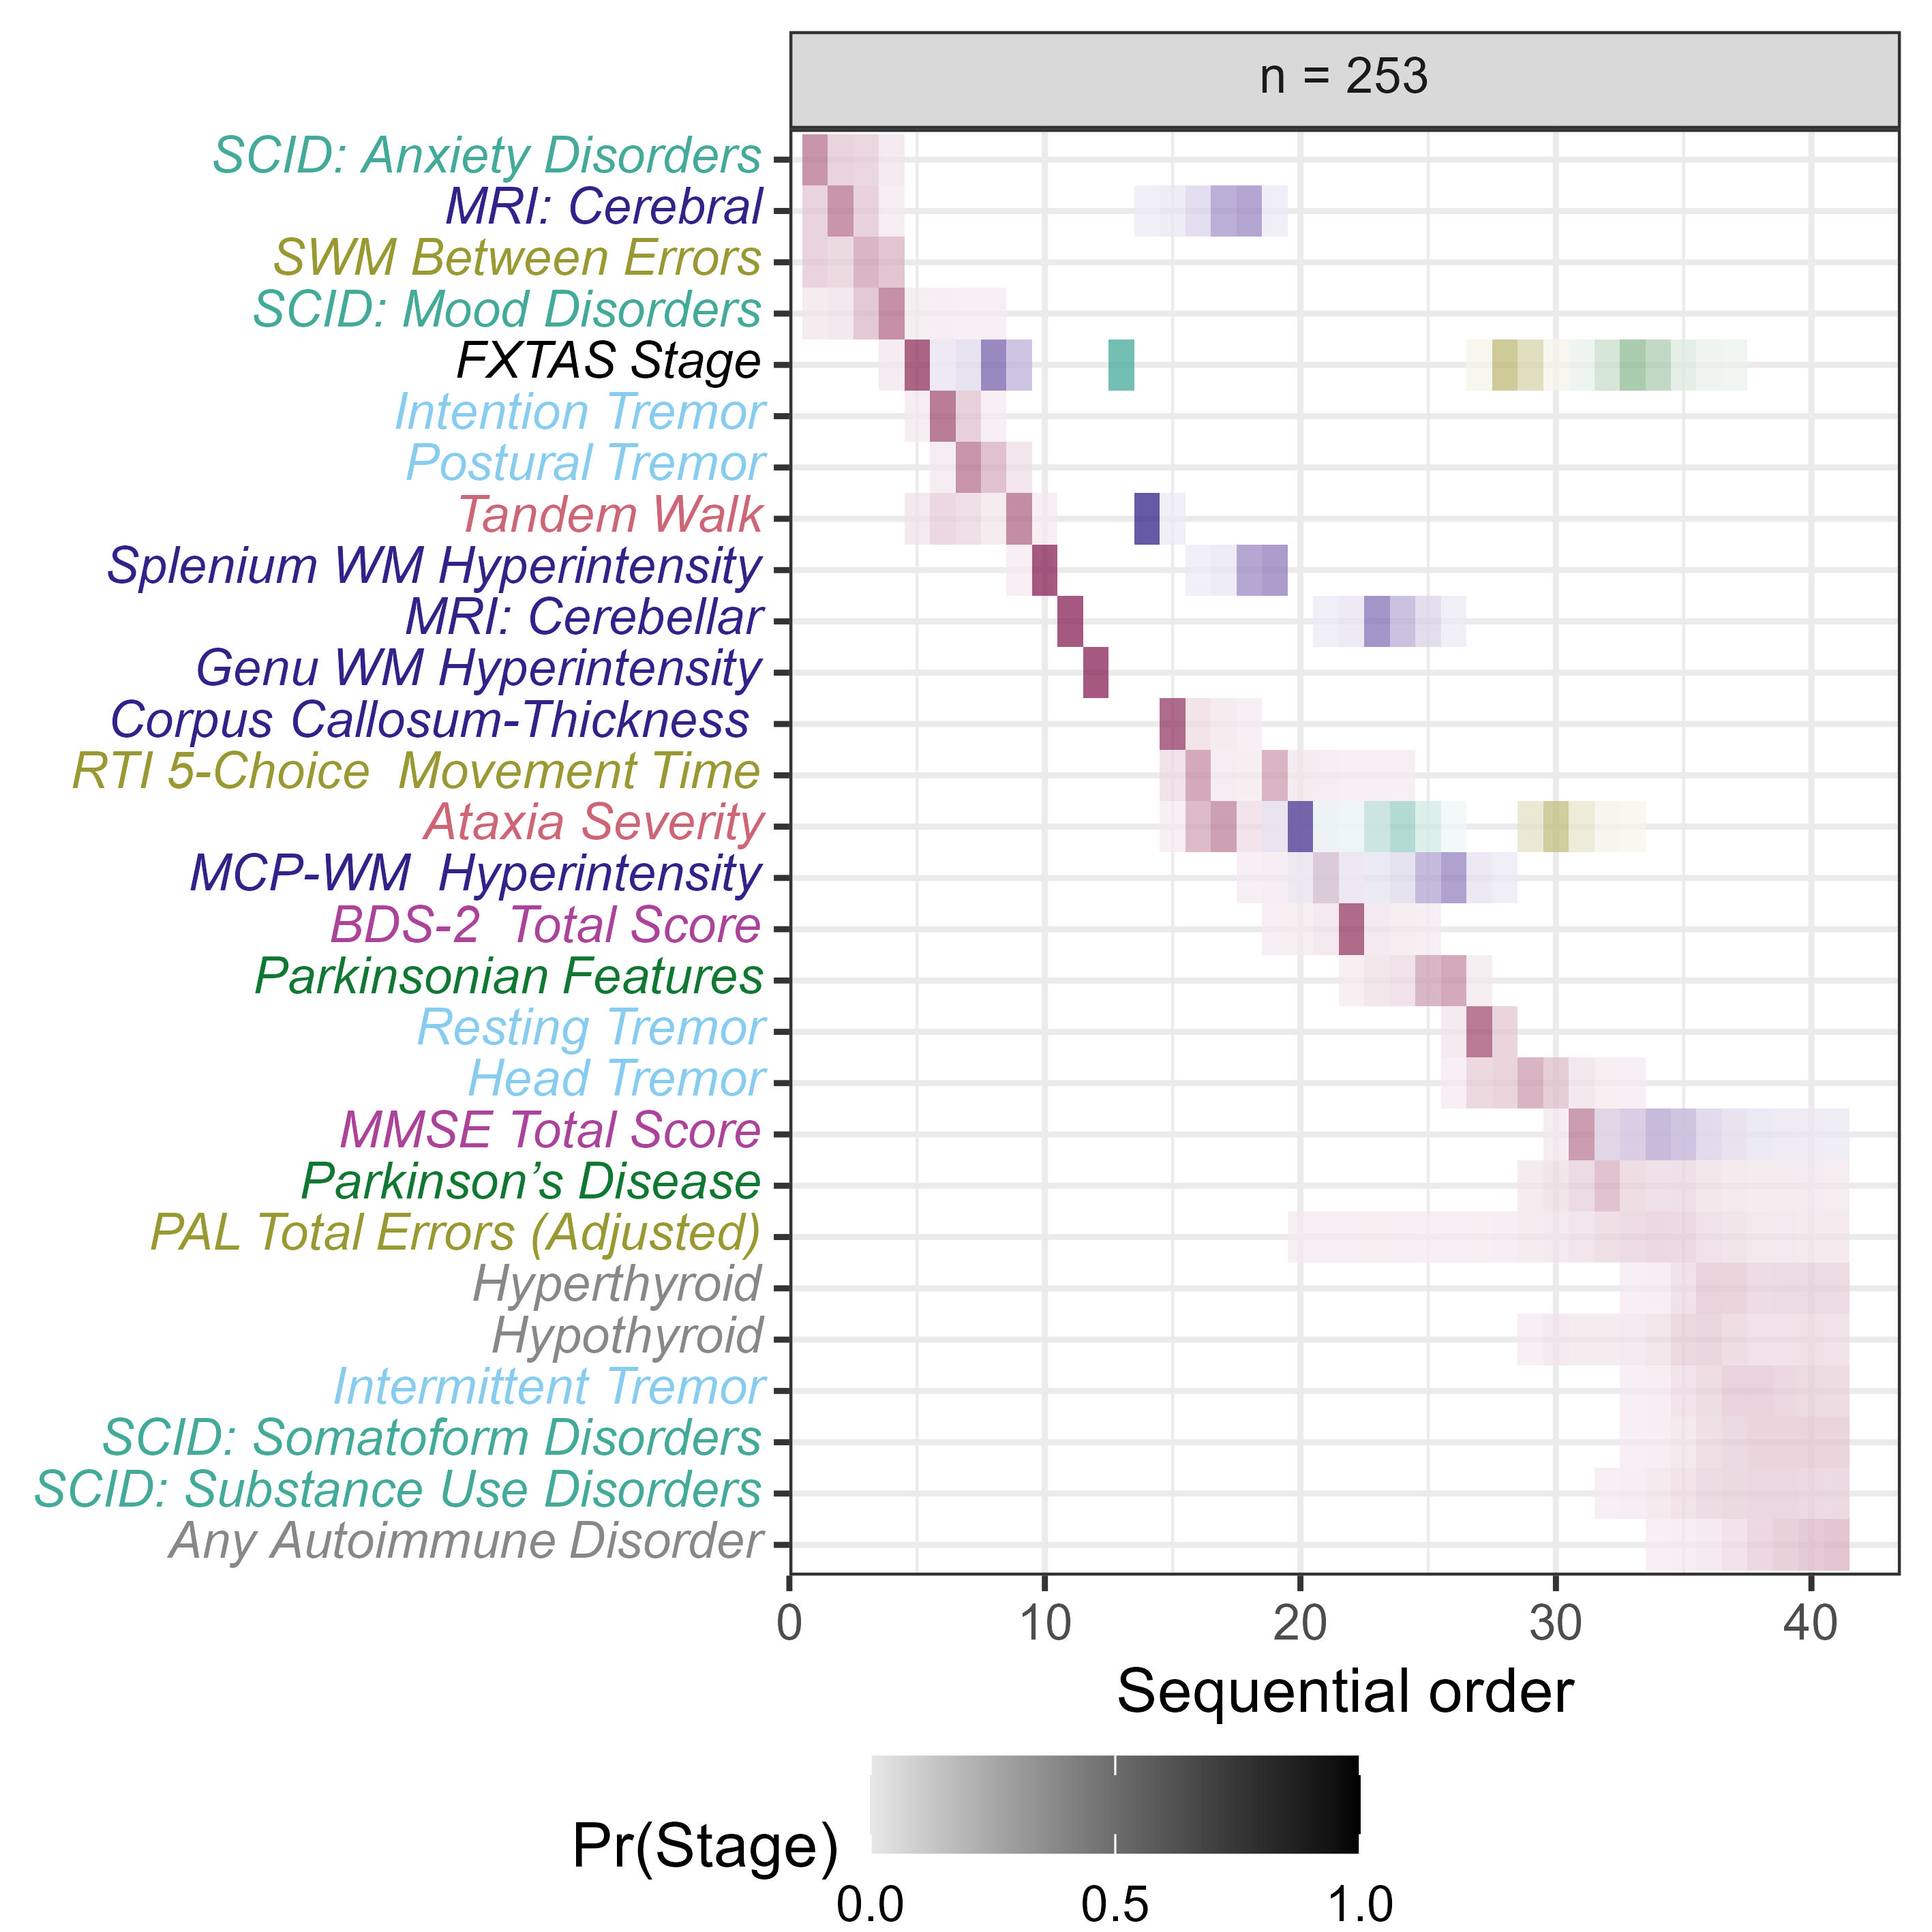 n = 253
SCID: Anxiety Disorders
MRI: Cerebral
SWM Between Errors
SCID: Mood Disorders
FXTAS Stage
Intention Tremor
Postural Tremor
Tandem Walk
Splenium WM Hyperintensity
MRI: Cerebellar
Genu WM Hyperintensity
Corpus Callosum-Thickness
RTI 5-Choice  Movement Time
Ataxia Severity
MCP-WM  Hyperintensity
BDS-2  Total Score
Parkinsonian Features
Resting Tremor
Head Tremor
MMSE Total Score
Parkinson’s Disease
PAL Total Errors (Adjusted)
Hyperthyroid
Hypothyroid
Intermittent Tremor
SCID: Somatoform Disorders
SCID: Substance Use Disorders
Any Autoimmune Disorder
0 10 20 30 40
Sequential order
Pr(Stage)
0.0 0.5 1.0